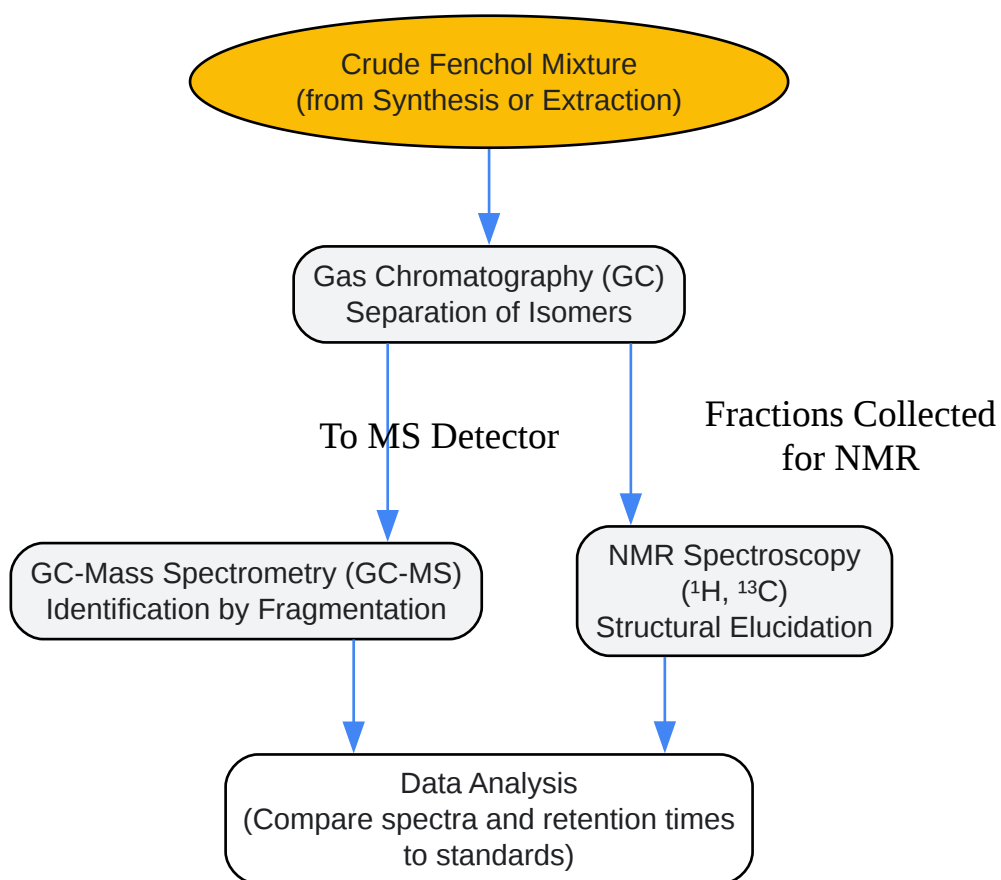 Crude Fenchol Mixture
(from Synthesis or Extraction)
Gas Chromatography (GC)
Separation of Isomers
To MS Detector
Fractions Collected
for NMR
GC-Mass Spectrometry (GC-MS)
Identification by Fragmentation
NMR Spectroscopy
(¹H, ¹³C)
Structural Elucidation
Data Analysis
(Compare spectra and retention times
to standards)